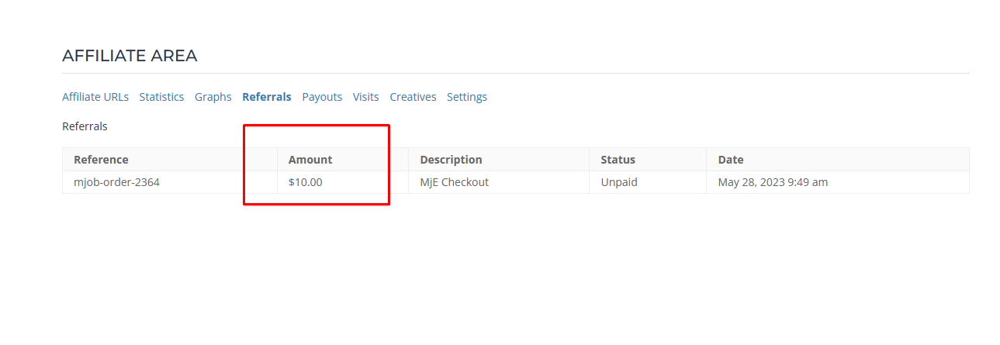 AFFILIATE AREA
Affiliate URLs Statistics Graphs Referrals Payouts Visits Creatives Settings
Referrals
Reference Amount Description Status Date
mjob-order-2364 $10.00 MjE Checkout Unpaid May 28, 2023 9:49 am